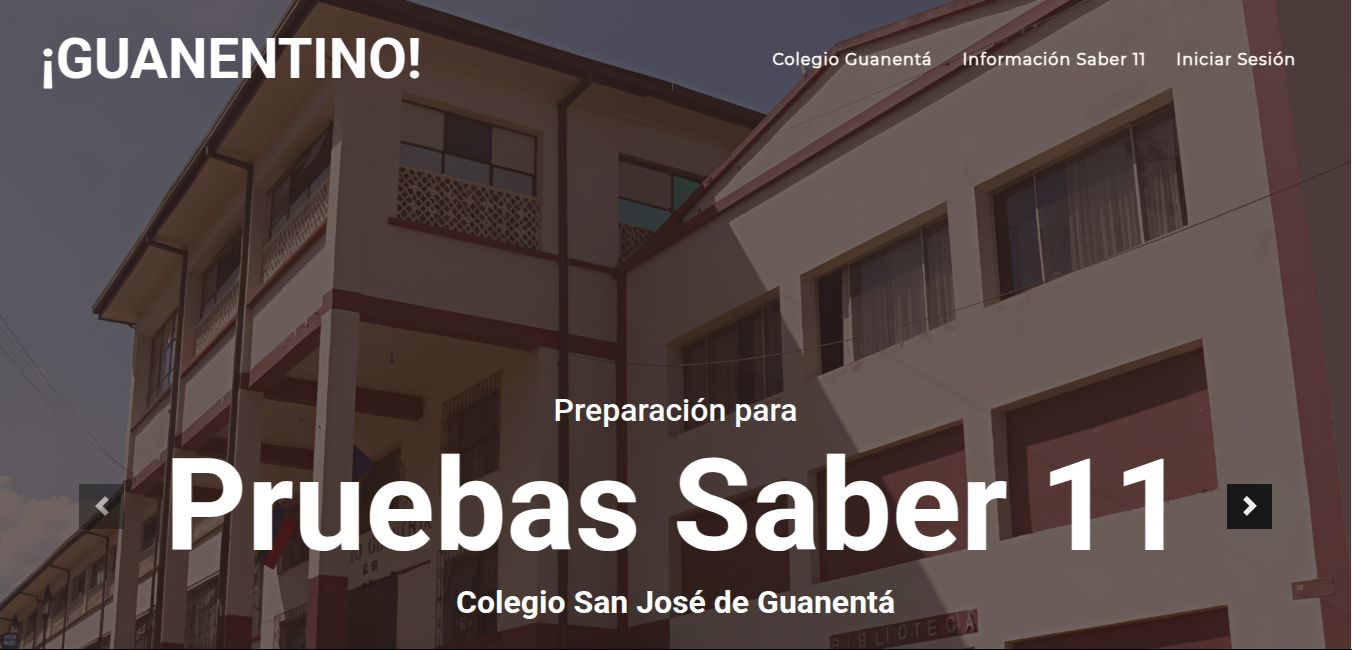 ¡GUANENTINO!
Colegio Guanentá Información Saber 11 Iniciar Sesión
Preparación para
Pruebas Saber 11
Colegio San José de Guanentá
BIBLIOTECA